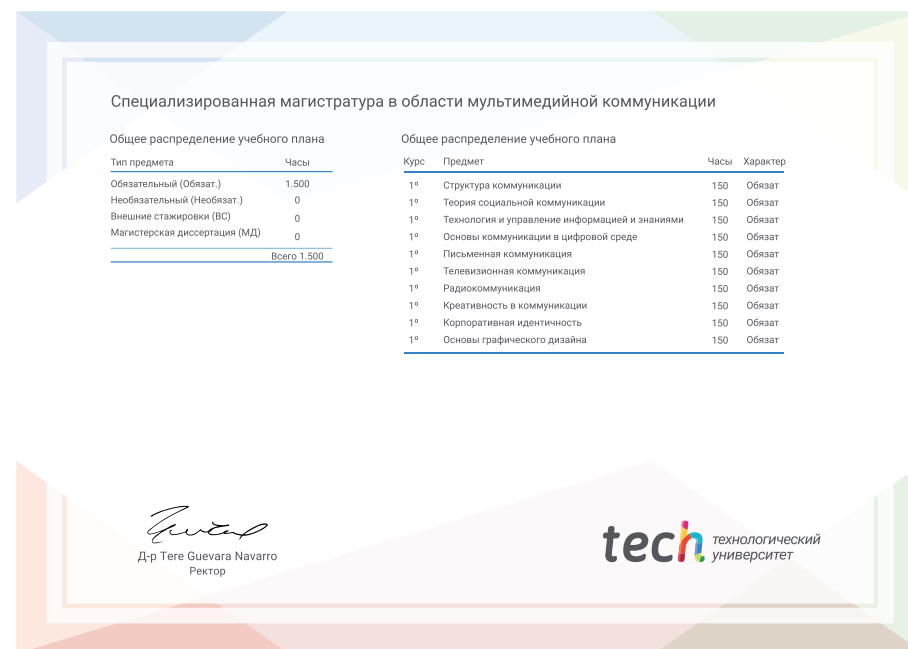 Специализированная магистратура в области мультимедийной коммуникации
Общее распределение учебного плана
Тип предмета Часы
Обязательный (Обязат.) 1.500
Необязательный (Необязат.) 0
Внешние стажировки (ВС) 0
Магистерская диссертация (МД) 0
Всего 1.500
Общее распределение учебного плана
Курс Предмет Часы Характер
1º Структура коммуникации 150 Обязат
1º Теория социальной коммуникации 150 Обязат
1º Технология и управление информацией и знаниями 150 Обязат
1º Основы коммуникации в цифровой среде 150 Обязат
1º Письменная коммуникация 150 Обязат
1º Телевизионная коммуникация 150 Обязат
1º Радиокоммуникация 150 Обязат
1º Креативность в коммуникации 150 Обязат
1º Корпоративная идентичность 150 Обязат
1º Основы графического дизайна 150 Обязат
Д-р Tere Guevara Navarro
Ректор
tech технологический
университет